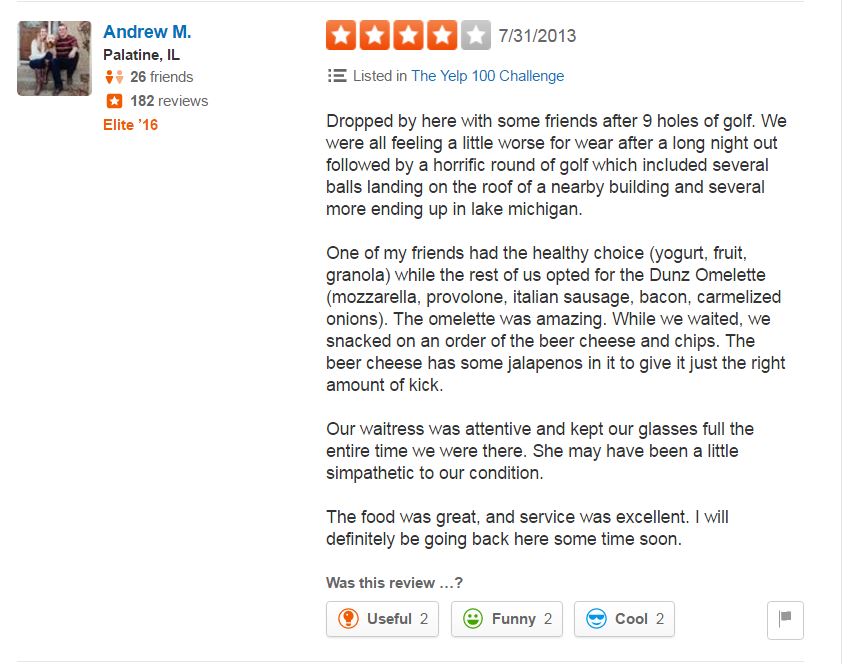 Andrew M.
Palatine, IL
26 friends
182 reviews
Elite '16
7/31/2013
Listed in The Yelp 100 Challenge
Dropped by here with some friends after 9 holes of golf. We
were all feeling a little worse for wear after a long night out
followed by a horrific round of golf which included several
balls landing on the roof of a nearby building and several
more ending up in lake michigan.
One of my friends had the healthy choice (yogurt, fruit,
granola) while the rest of us opted for the Dunz Omelette
(mozzarella, provolone, italian sausage, bacon, carmelized
onions). The omelette was amazing. While we waited, we
snacked on an order of the beer cheese and chips. The
beer cheese has some jalapenos in it to give it just the right
amount of kick.
Our waitress was attentive and kept our glasses full the
entire time we were there. She may have been a little
simpathetic to our condition.
The food was great, and service was excellent. I will
definitely be going back here some time soon.
Was this review ...?
Useful 2
Funny 2
Cool 2